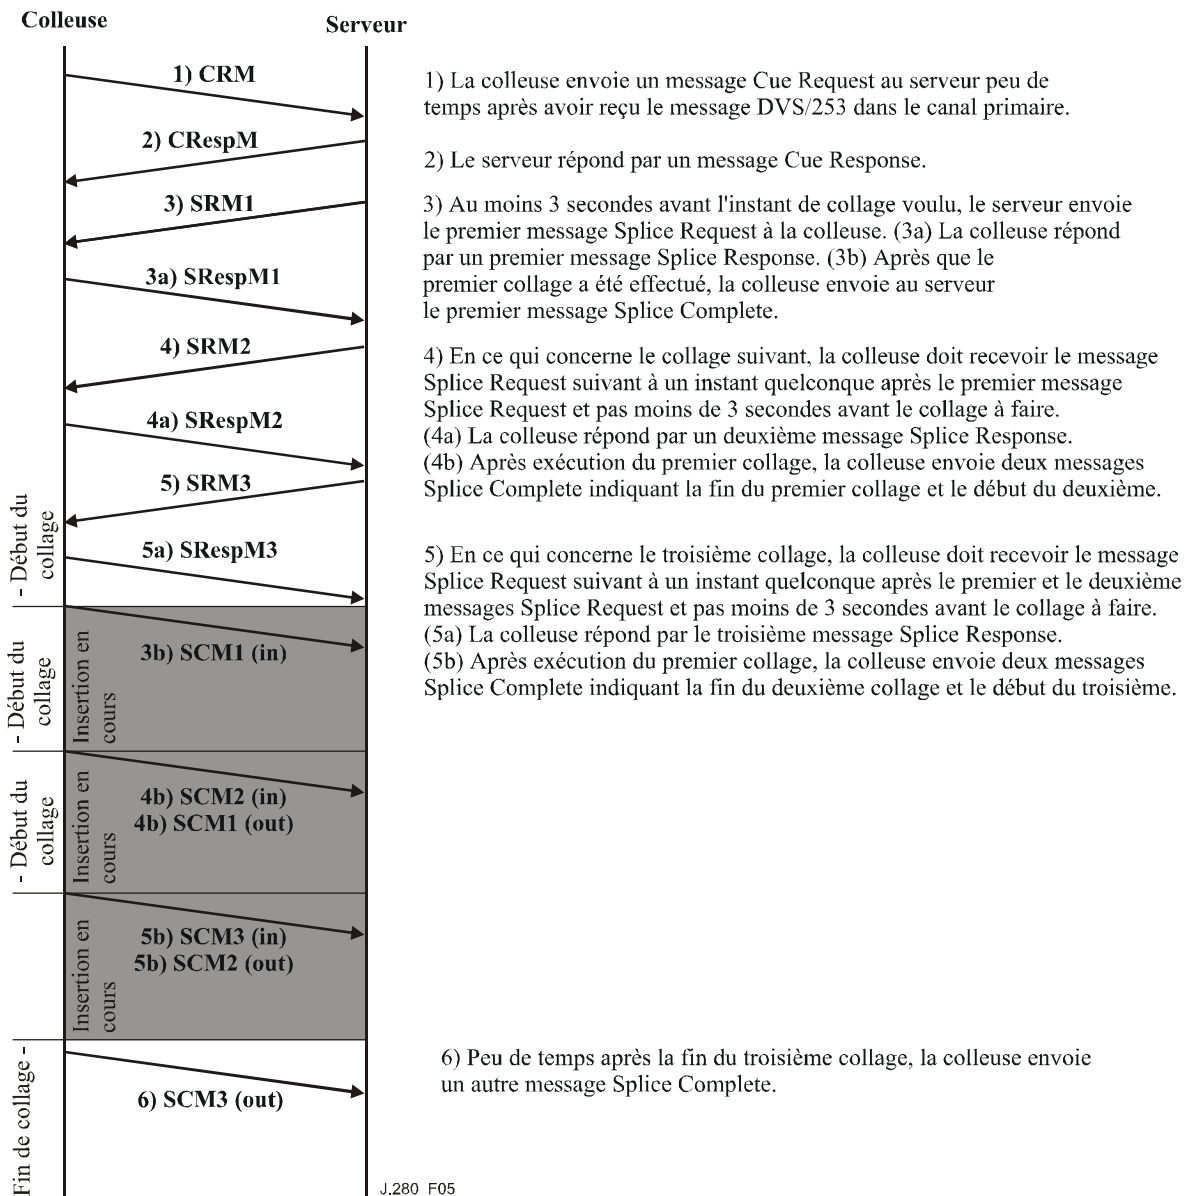 Colleuse
Serveur
1) CRM
2) CRespM
3) SRM1
3a) SRespM1
4) SRM2
4a) SRespM2
5) SRM3
5a) SRespM3
- Début du
collage
3b) SCM1 (in)
Insertion en
cours
- Début du
collage
4b) SCM2 (in)
4b) SCM1 (out)
Insertion en
cours
- Début du
collage
5b) SCM3 (in)
5b) SCM2 (out)
Insertion en
cours
Fin de collage -
6) SCM3 (out)
1) La colleuse envoie un message Cue Request au serveur peu de
temps après avoir reçu le message DVS/253 dans le canal primaire.
2) Le serveur répond par un message Cue Response.
3) Au moins 3 secondes avant l'instant de collage voulu, le serveur envoie
le premier message Splice Request à la colleuse. (3a) La colleuse répond
par un premier message Splice Response. (3b) Après que le
premier collage a été effectué, la colleuse envoie au serveur
le premier message Splice Complete.
4) En ce qui concerne le collage suivant, la colleuse doit recevoir le message
Splice Request suivant à un instant quelconque après le premier message
Splice Request et pas moins de 3 secondes avant le collage à faire.
(4a) La colleuse répond par un deuxième message Splice Response.
(4b) Après exécution du premier collage, la colleuse envoie deux messages
Splice Complete indiquant la fin du premier collage et le début du deuxième.
5) En ce qui concerne le troisième collage, la colleuse doit recevoir le message
Splice Request suivant à un instant quelconque après le premier et le deuxième
messages Splice Request et pas moins de 3 secondes avant le collage à faire.
(5a) La colleuse répond par le troisième message Splice Response.
(5b) Après exécution du premier collage, la colleuse envoie deux messages
Splice Complete indiquant la fin du deuxième collage et le début du troisième.
6) Peu de temps après la fin du troisième collage, la colleuse envoie
un autre message Splice Complete.
J.280_F05